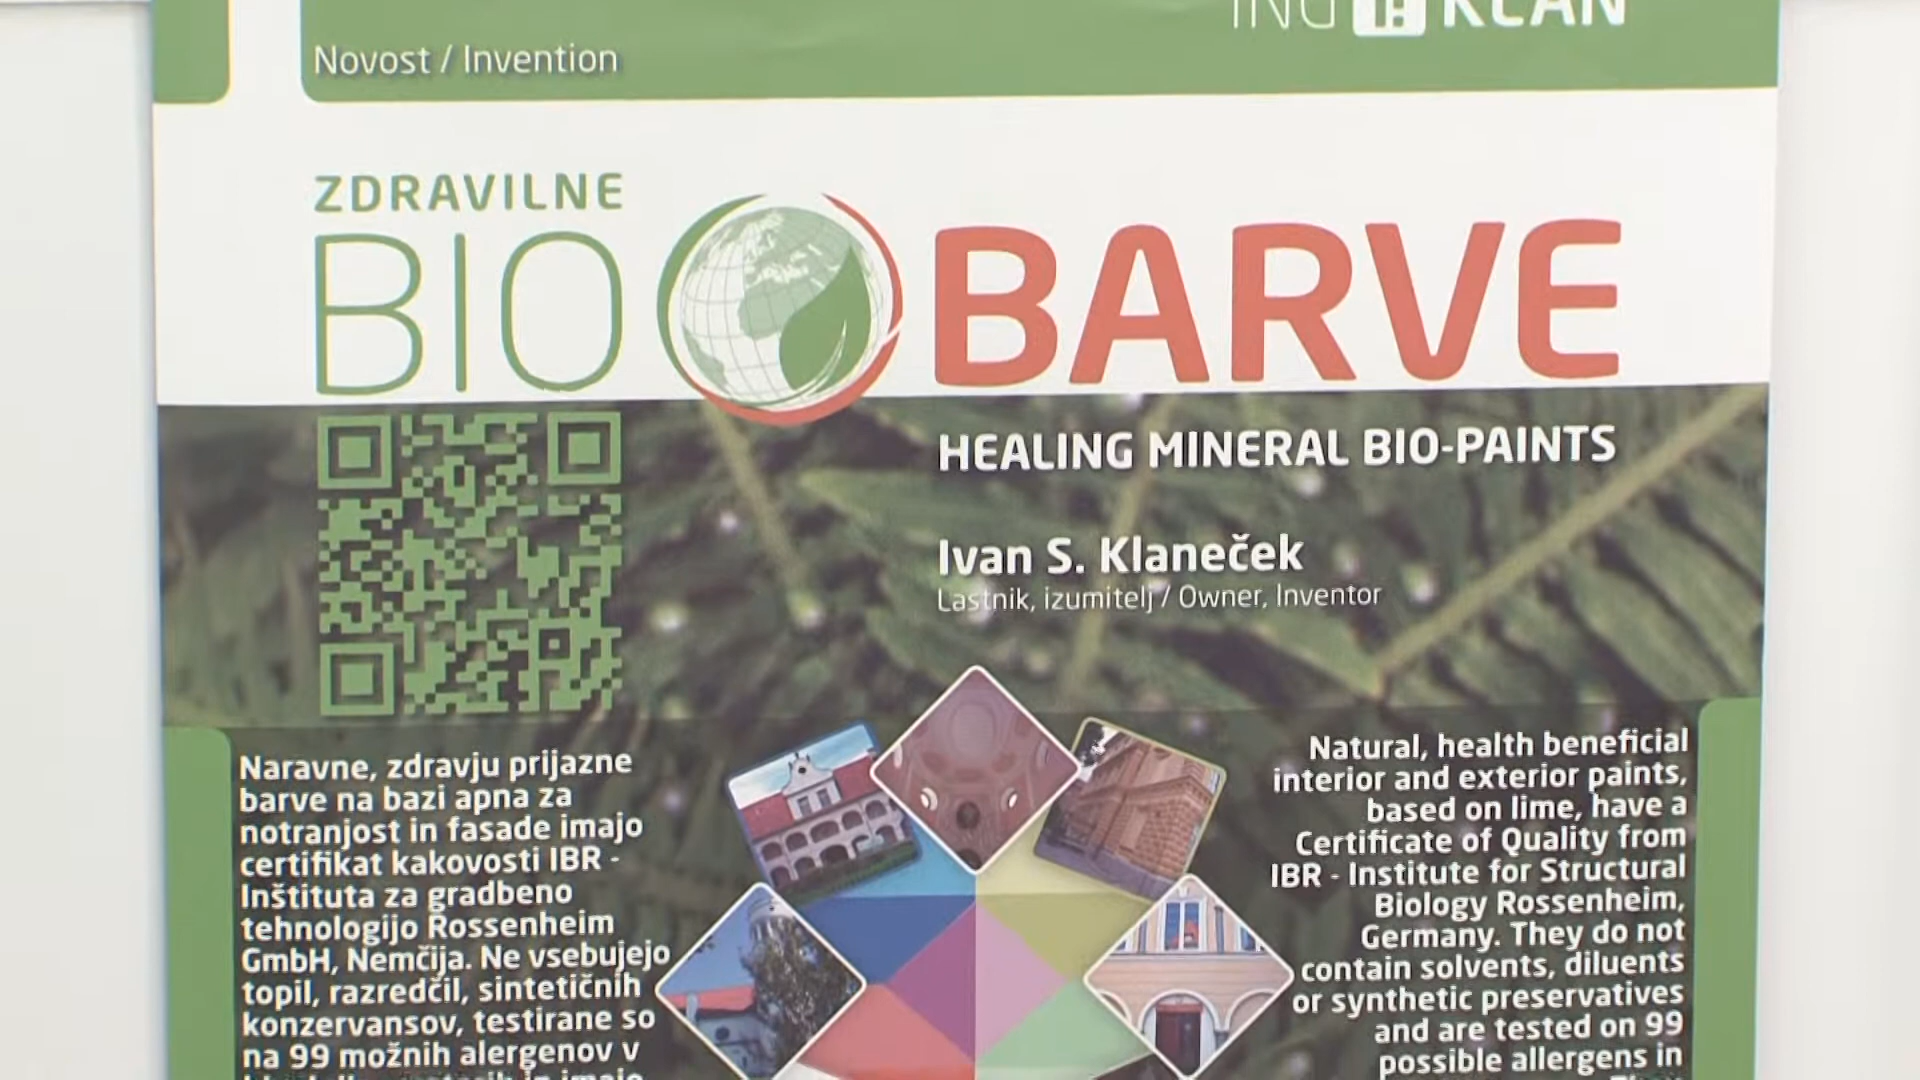 ING KLAN
Novost / Invention
ZDRAVILNE
BIO BARVE
HEALING MINERAL BIO-PAINTS
Ivan S. Klaneček
Lastnik, izumitelj / Owner, Inventor
Naravne, zdravju prijazne
barve na bazi apna za
notranjost in fasade imajo
certifikat kakovosti IBR -
Inštituta za gradbeno
tehnologijo Rossenheim
GmbH, Nemčija. Ne vsebujejo
topil, razredčil, sintetičnih
konzervansov, testirane so
na 99 možnih alergenov v
Natural, health beneficial
interior and exterior paints,
based on lime, have a
Certificate of Quality from
IBR - Institute for Structural
Biology Rossenheim,
Germany. They do not
contain solvents, diluents
or synthetic preservatives
and are tested on 99
possible allergens in